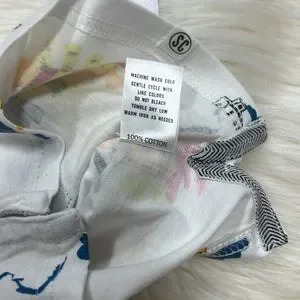 SS
MACHINE WASH COLD
GENTLE CYCLE WITH
LIKE COLORS
DO NOT BLEACH
TUMBLE DRY LOW
WARM IRON AS NEEDED
100% COTTON